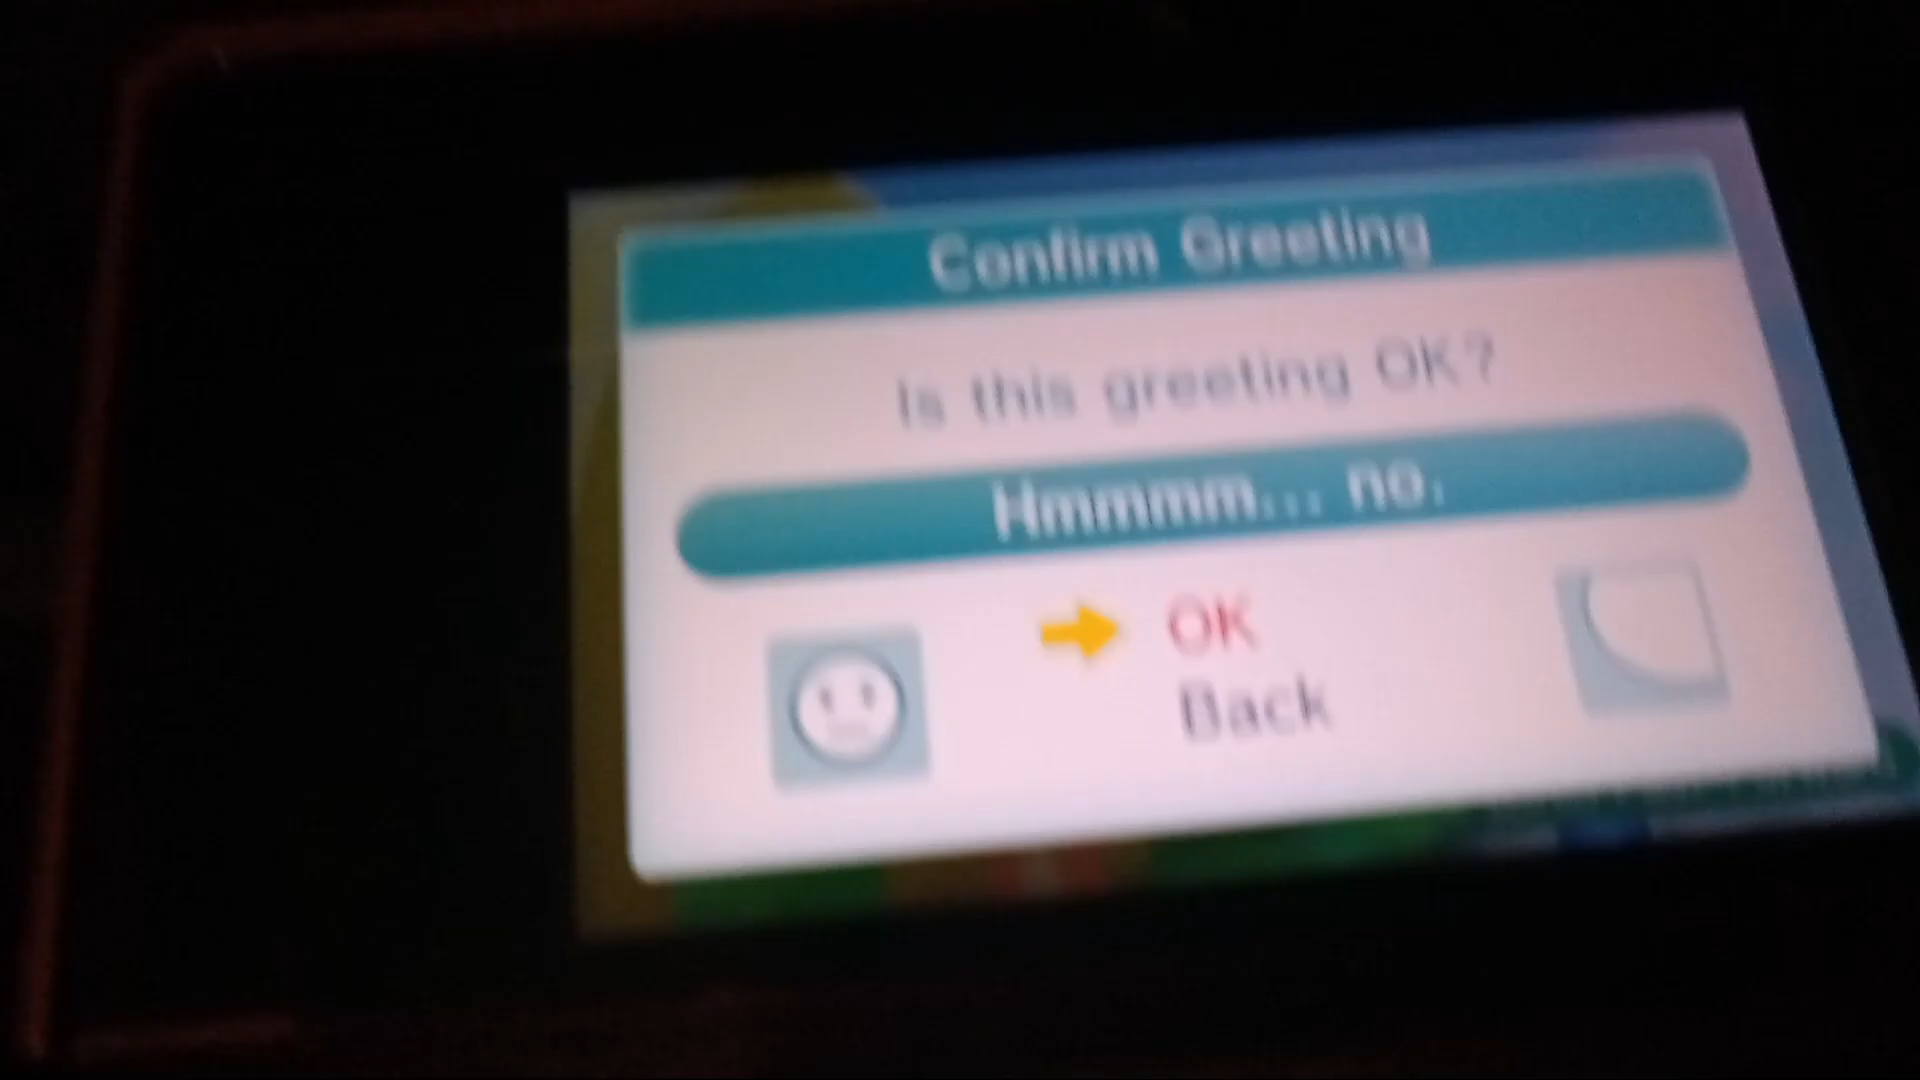 Confirm Greeting
Is this greeting OK?
Hmmmm... no.
OK
Back